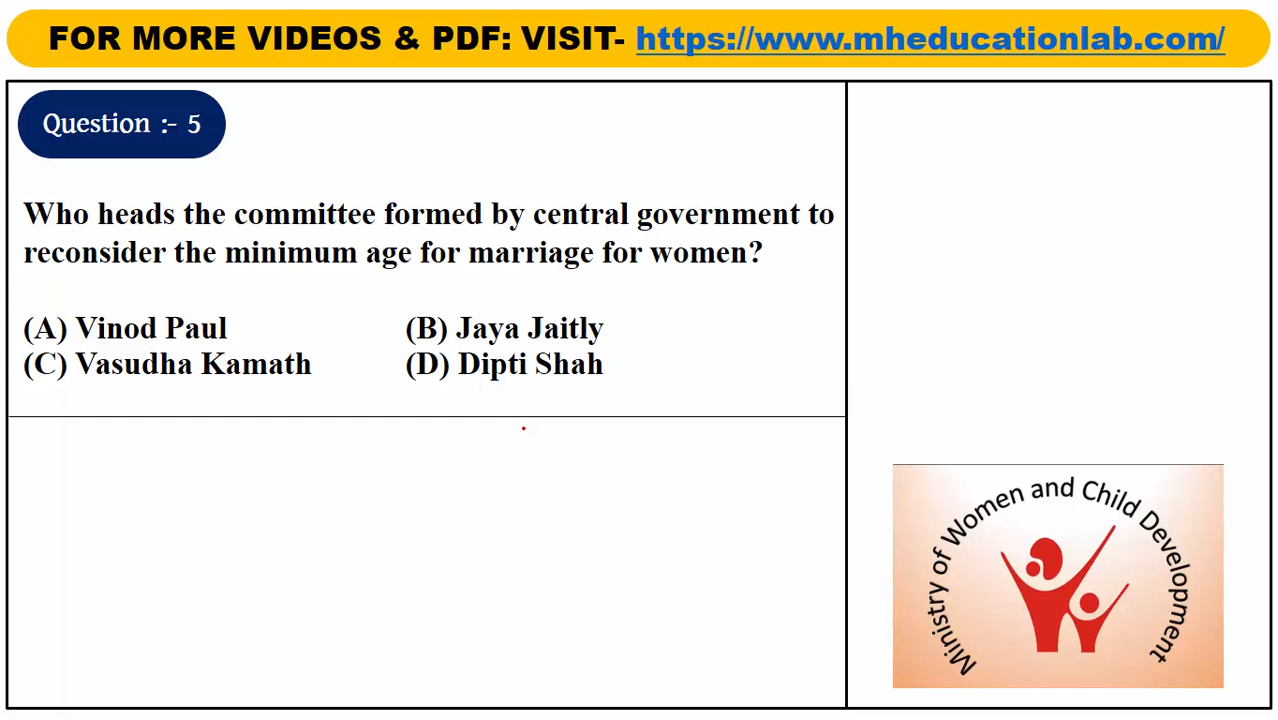 FOR MORE VIDEOS & PDF: VISIT- https://www.mheducationlab.com/
Question :- 5
Who heads the committee formed by central government to
reconsider the minimum age for marriage for women?
(A) Vinod Paul (B) Jaya Jaitly
(C) Vasudha Kamath (D) Dipti Shah
Ministry of Women and Child Development